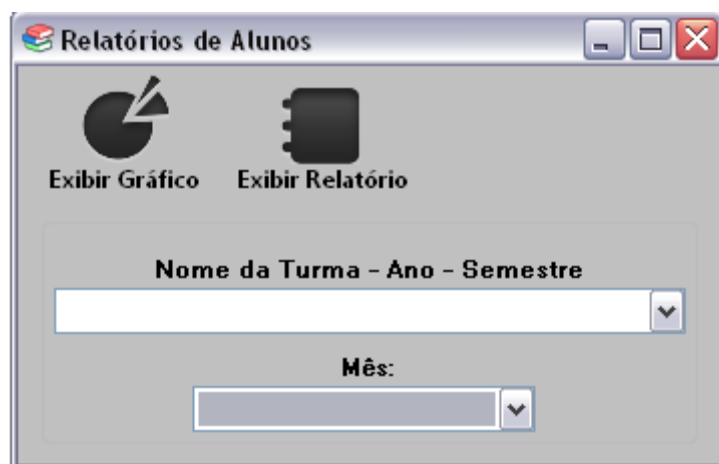 Relatórios de Alunos
Exibir Gráfico Exibir Relatório
Nome da Turma - Ano - Semestre
Mês: